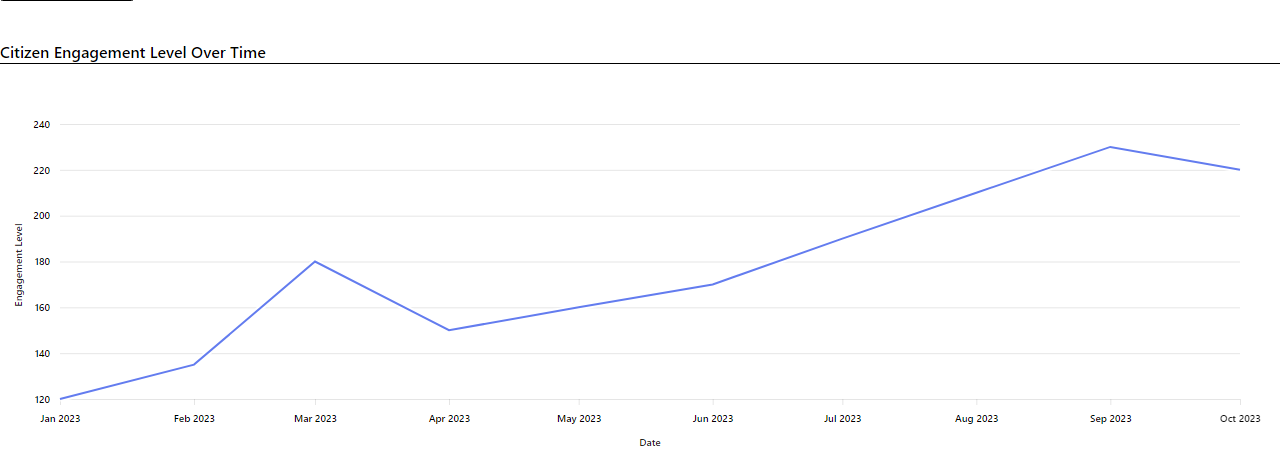 Citizen Engagement Level Over Time
240
220
200
180
160
140
120
Engagement Level
Jan 2023 Feb 2023 Mar 2023 Apr 2023 May 2023 Jun 2023 Jul 2023 Aug 2023 Sep 2023 Oct 2023
Date